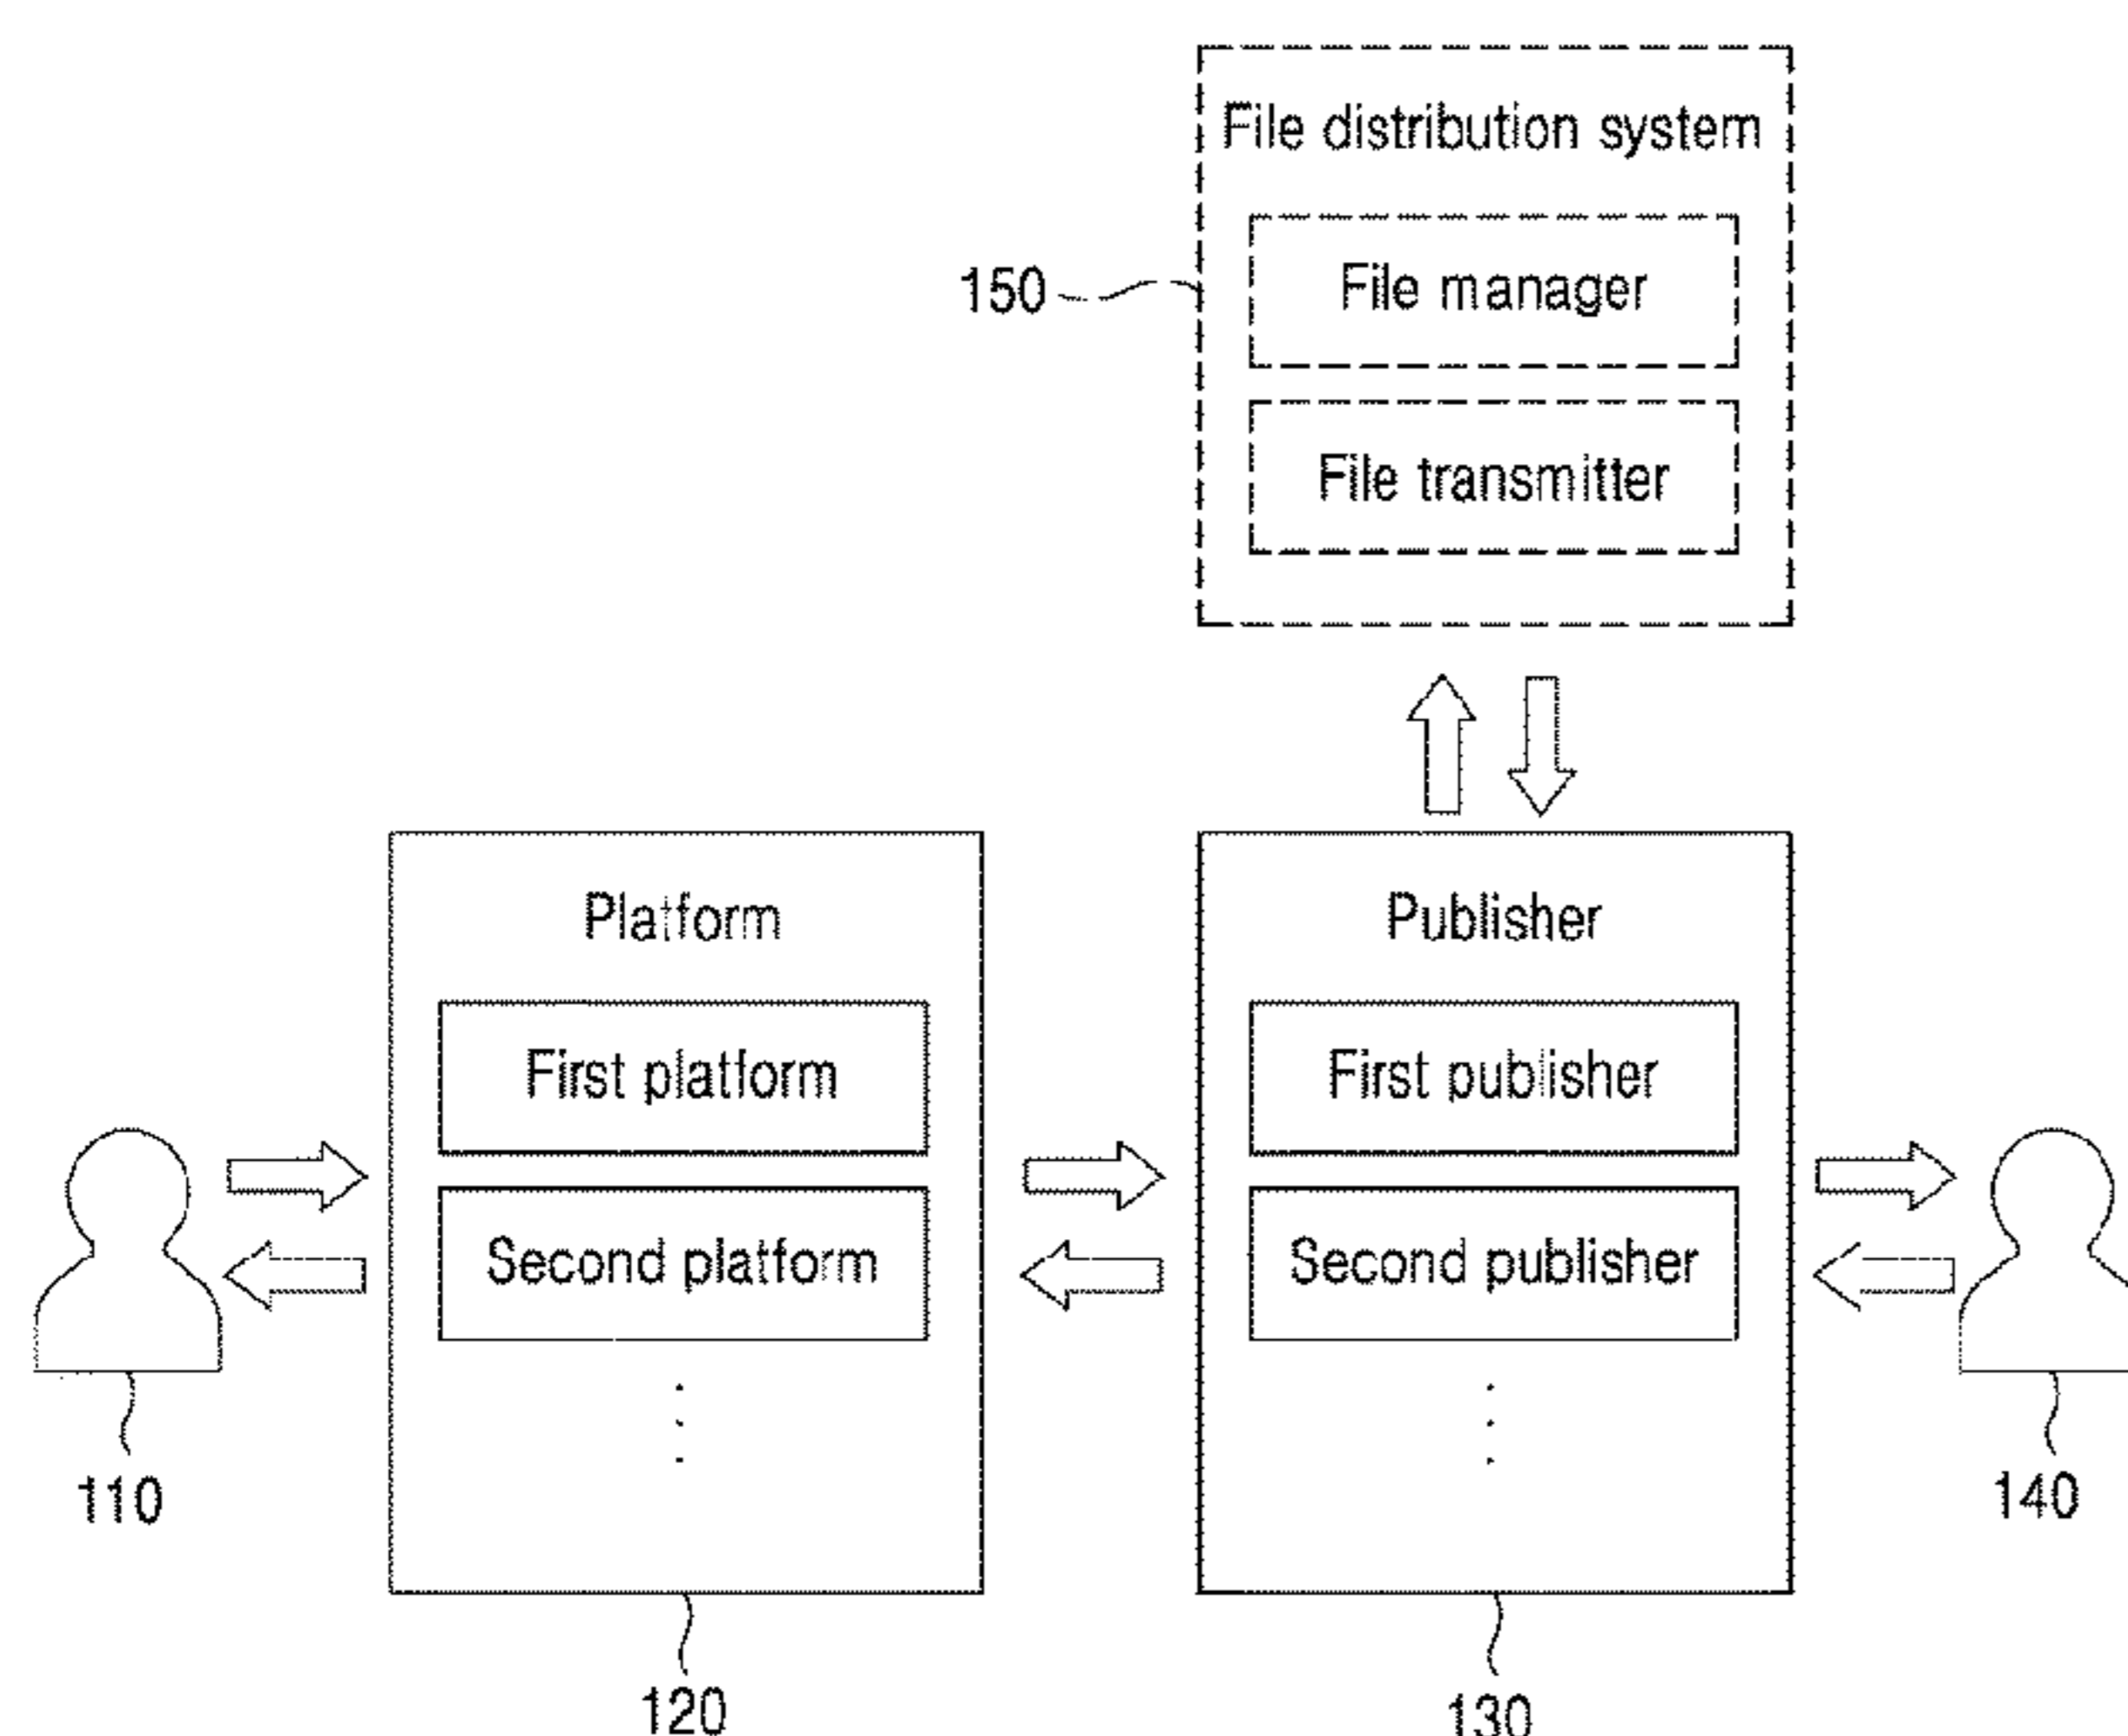 File distribution system
File manager
150
File transmitter
Platform
Publisher
First platform
First publisher
Second platform
Second publisher
110
140
120
130